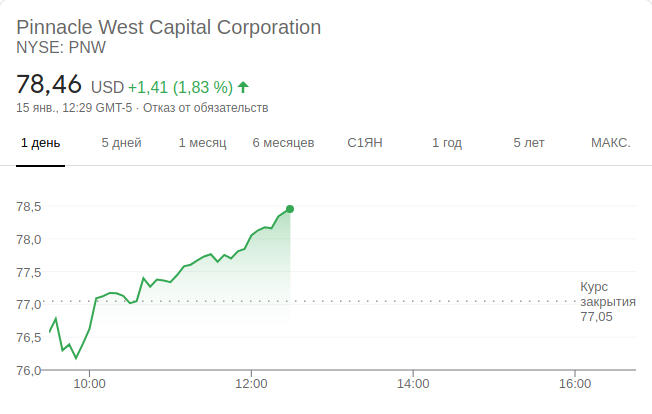 Pinnacle West Capital Corporation
NYSE: PNW
78,46 USD +1,41 (1,83 %)
15 янв., 12:29 GMT-5 · Отказ от обязательств
1 день 5 дней 1 месяц 6 месяцев С1ЯН 1 год 5 лет МАКС.
78,5
78,0
77,5
77,0
76,5
76,0
Курс
закрытия
77,05
10:00 12:00 14:00 16:00